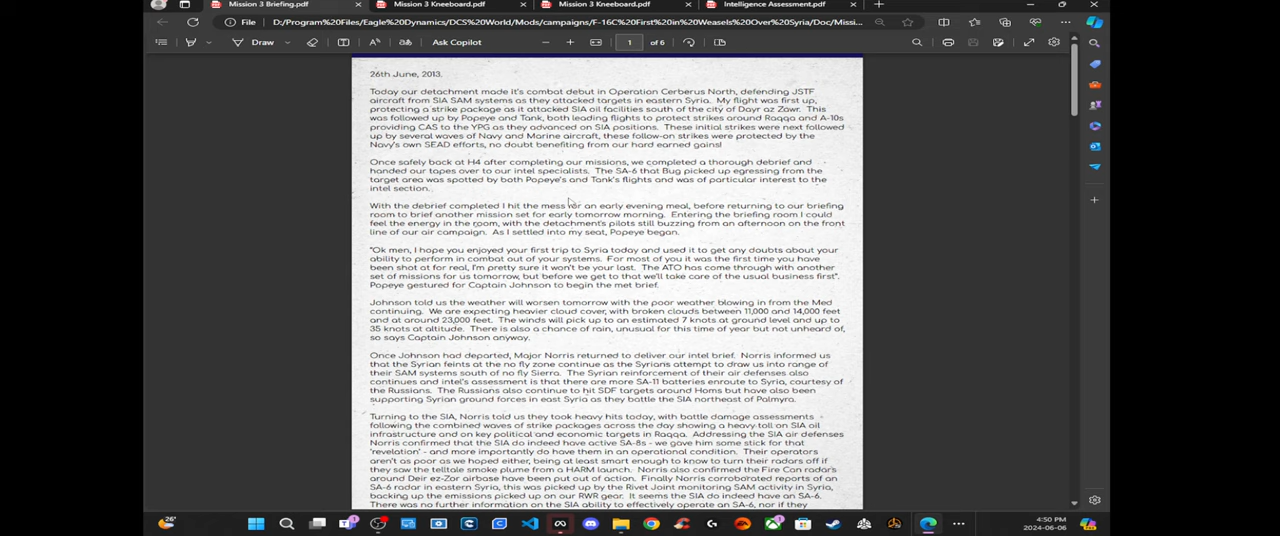 Mission 3 Briefing.pdf
Mission 3 Kneeboard.pdf
Mission 3 Kneeboard.pdf
Intelligence Assessment.pdf
File
D:/Program%20Files/Eagle%20Dynamics/DCS%20World/Mods/campaigns/F-16C%20First%20in%20Weasels%20Over%20Syria/Doc/Missi...
Draw
Ask Copilot
1 of 6
26th June, 2013.
Today our detachment made it's combat debut in Operation Cerberus North, defending JSTF
aircraft from SIA SAM systems as they attacked targets in eastern Syria. My flight was first up,
protecting a strike package as it attacked SIA oil facilities south of the city of Dayr az Zawr. This
was followed up by Popeye and Tank, both leading flights to protect strikes around Raqqa and A-10s
providing CAS to the YPG as they advanced on SIA positions. These initial strikes were next followed
up by several waves of Navy and Marine aircraft, these follow-on strikes were protected by the
Navy's own SEAD efforts, no doubt benefiting from our hard earned gains!
Once safely back at H4 after completing our missions, we completed a thorough debrief and
handed our tapes over to our intel specialists. The SA-6 that Bug picked up egressing from the
target area was spotted by both Popeye's and Tank's flights and was of particular interest to the
intel section.
With the debrief completed I hit the mess for an early evening meal, before returning to our briefing
room to brief another mission set for early tomorrow morning. Entering the briefing room I could
feel the energy in the room, with the detachment's pilots still buzzing from an afternoon on the front
line of our air campaign. As I settled into my seat, Popeye began.
"Ok men, I hope you enjoyed your first trip to Syria today and used it to get any doubts about your
ability to perform in combat out of your systems. For most of you it was the first time you have
been shot at for real, I'm pretty sure it won't be your last. The ATO has come through with another
set of missions for us tomorrow, but before we get to that we'll take care of the usual business first".
Popeye gestured for Captain Johnson to begin the met brief.
Johnson told us the weather will worsen tomorrow with the poor weather blowing in from the Med
continuing. We are expecting heavier cloud cover, with broken clouds between 11,000 and 14,000 feet
and at around 23,000 feet. The winds will pick up to an estimated 7 knots at ground level and up to
35 knots at altitude. There is also a chance of rain, unusual for this time of year but not unheard of,
so says Captain Johnson anyway.
Once Johnson had departed, Major Norris returned to deliver our intel brief. Norris informed us
that the Syrian feints at the no fly zone continue as the Syrians attempt to draw us into range of
their SAM systems south of no fly Sierra. The Syrian reinforcement of their air defenses also
continues and intel's assessment is that there are more SA-11 batteries enroute to Syria, courtesy of
the Russians. The Russians also continue to hit SDF targets around Homs but have also been
supporting Syrian ground forces in east Syria as they battle the SIA northeast of Palmyra.
Turning to the SIA, Norris told us they took heavy hits today, with battle damage assessments
following the combined waves of strike packages across the day showing a heavy toll on SIA oil
infrastructure and on key political and economic targets in Raqqa. Addressing the SIA air defenses
Norris confirmed that the SIA do indeed have active SA-8s - we gave him some stick for that
'revelation' - and more importantly do have them in an operational condition. Their operators
aren't as poor as we hoped either, being at least smart enough to know to turn their radars off if
they saw the telltale smoke plume from a HARM launch. Norris also confirmed the Fire Can radars
around Deir ez-Zor airbase have been put out of action. Finally Norris corroborated reports of an
SA-6 radar in eastern Syria, this was picked up by the Rivet Joint monitoring SAM activity in Syria,
backing up the emissions picked up on our RWR gear. It seems the SIA do indeed have an SA-6.
There was no further information on the SIA ability to effectively operate an SA-6, nor if they
26°
4:50 PM
2024-06-06